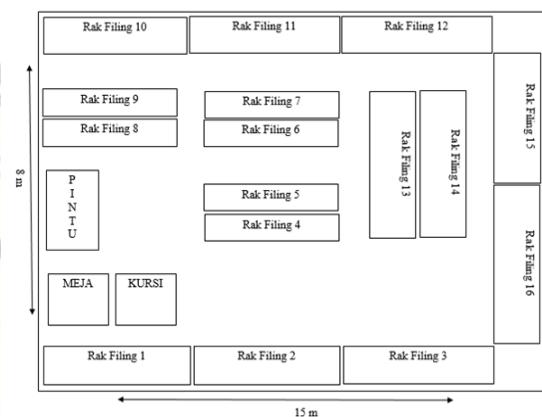 Rak Filing 10
Rak Filing 11
Rak Filing 12
Rak Filing 9
Rak Filing 8
Rak Filing 7
Rak Filing 6
Rak Filing 13
Rak Filing 14
Rak Filing 15
8 m
PINTU
Rak Filing 5
Rak Filing 4
Rak Filing 16
MEJA
KURSI
Rak Filing 1
Rak Filing 2
Rak Filing 3
15 m